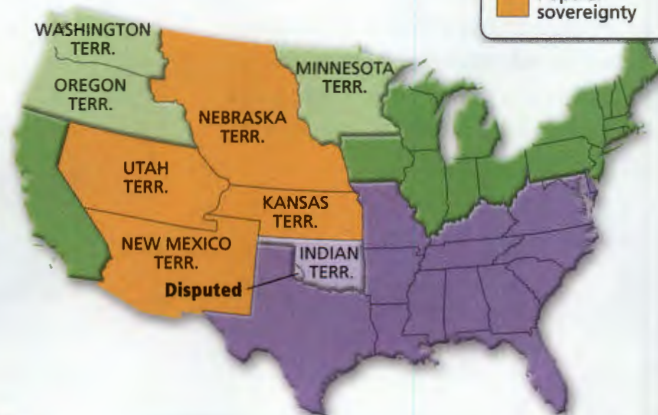 sovereignty
WASHINGTON
TERR.
OREGON
TERR.
MINNESOTA
TERR.
NEBRASKA
TERR.
UTAH
TERR.
KANSAS
TERR.
NEW MEXICO
TERR.
INDIAN
TERR.
Disputed